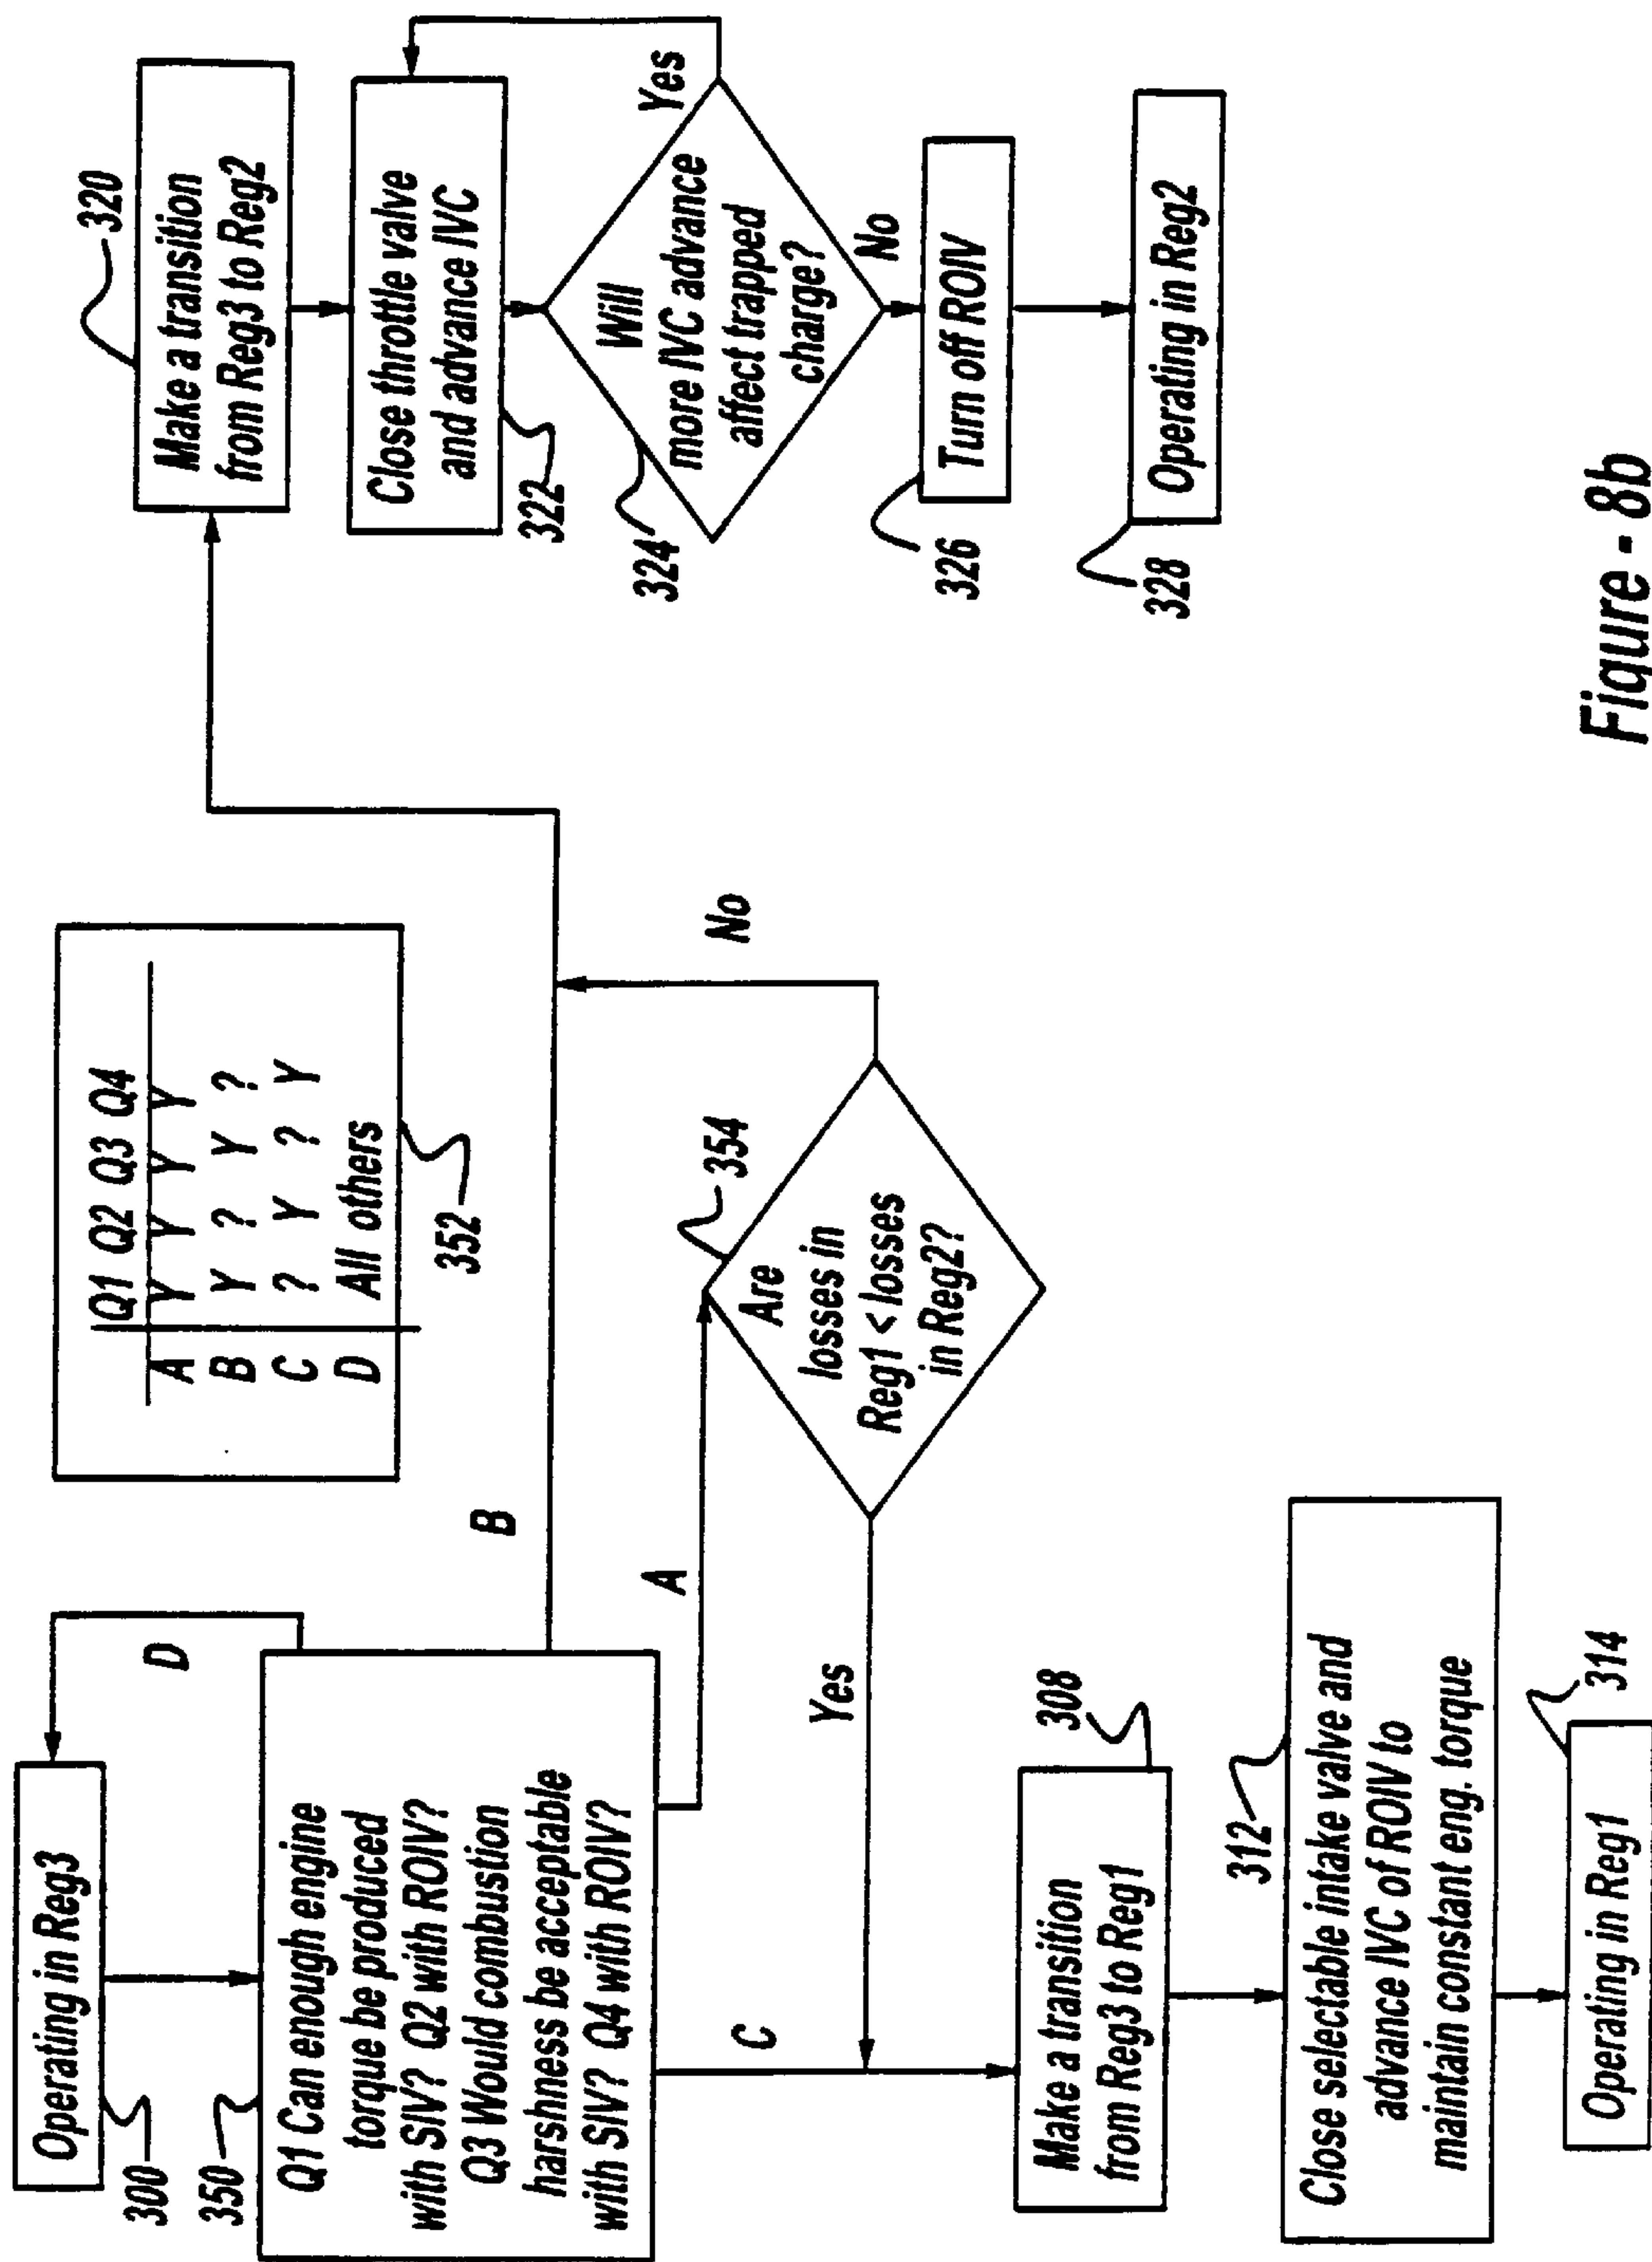 Operating in Reg3
300
D
350
Q1 Can enough engine
torque be produced
with SIV? Q2 with ROIV?
Q3 Would combustion
harshness be acceptable
with SIV? Q4 with ROIV?
Q1 Q2 Q3 Q4
A Y Y Y Y
B Y ? Y ?
C ? Y ? Y
D All others
352
B
A
C
354
Are
losses in
Reg1 < losses
in Reg2?
No
Yes
Make a transition
from Reg3 to Reg1
308
312
Close selectable intake valve and
advance IVC of ROIV to
maintain constant eng. torque
314
Operating in Reg1
320
Make a transition
from Reg3 to Reg2
Close throttle valve
and advance IVC
322
Will
more IVC advance
affect trapped
charge?
Yes
324
No
Turn off ROIV
326
Operating in Reg2
328
Figure - 8b